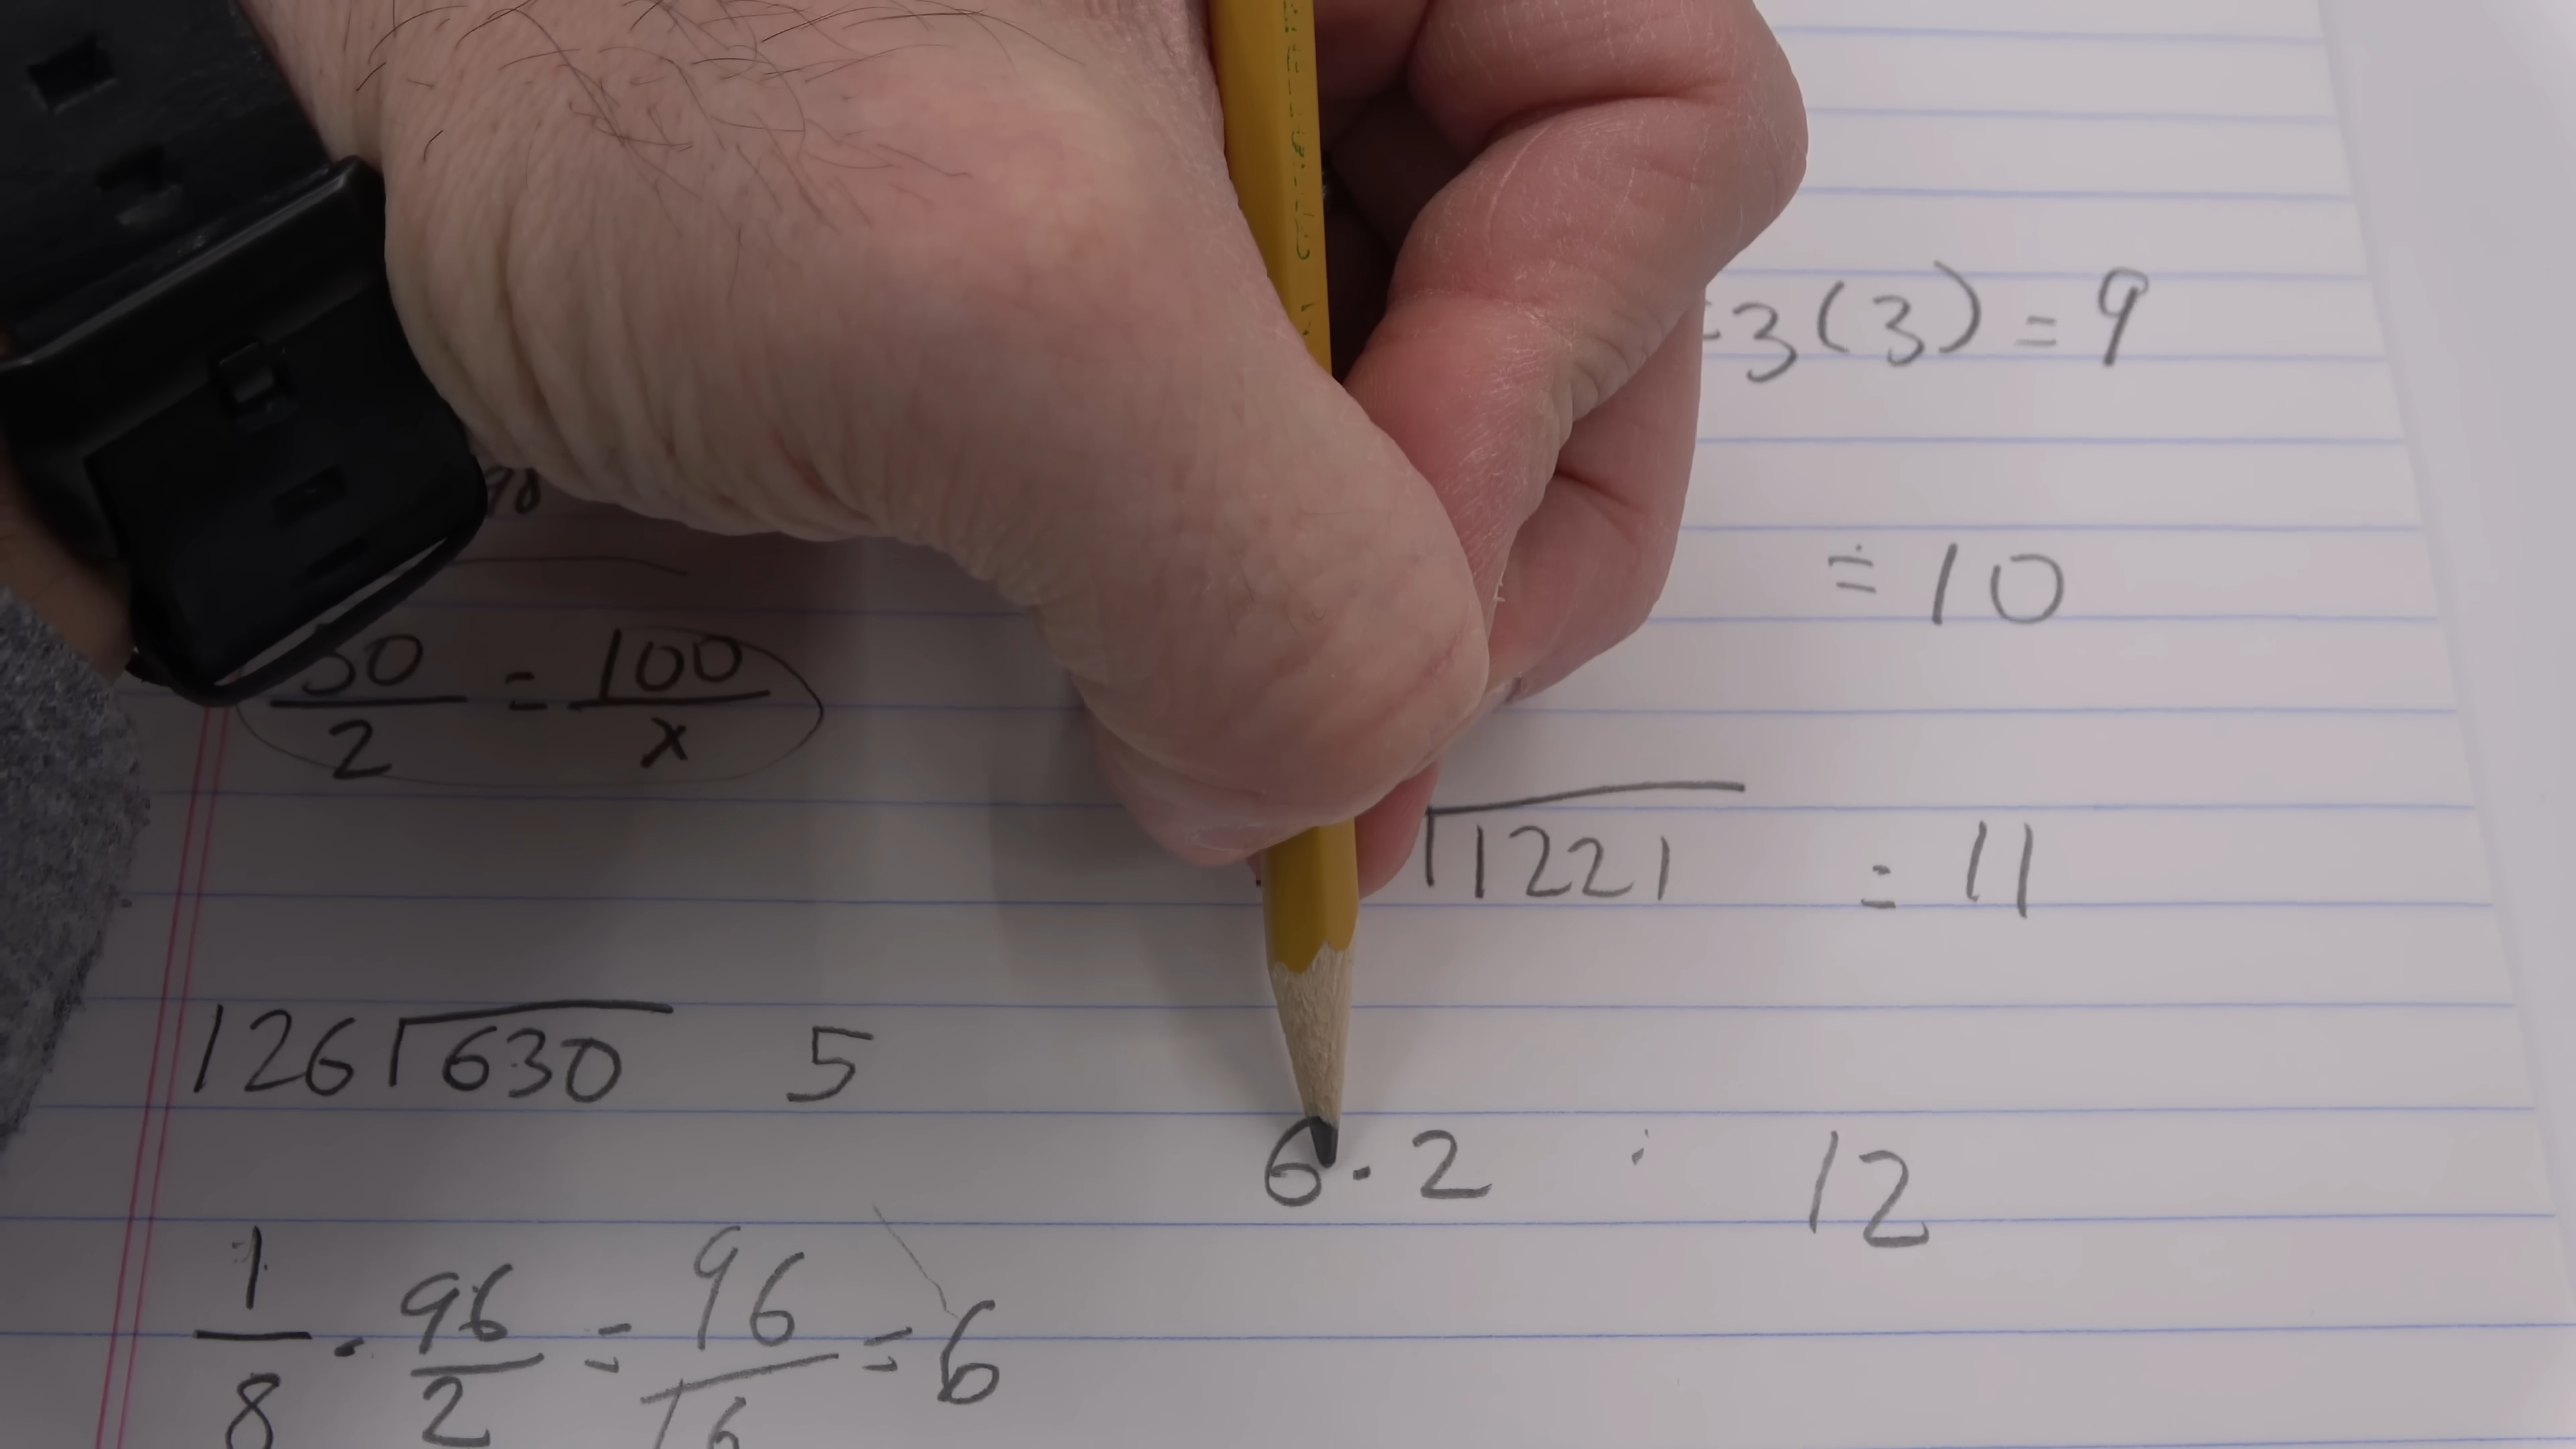 =3(3)=9
90
= 10
50/2 = 100/x
√1221 = 11
126√630 5
6·2 : 12
1/8 · 96/2 = 96/16 = 6